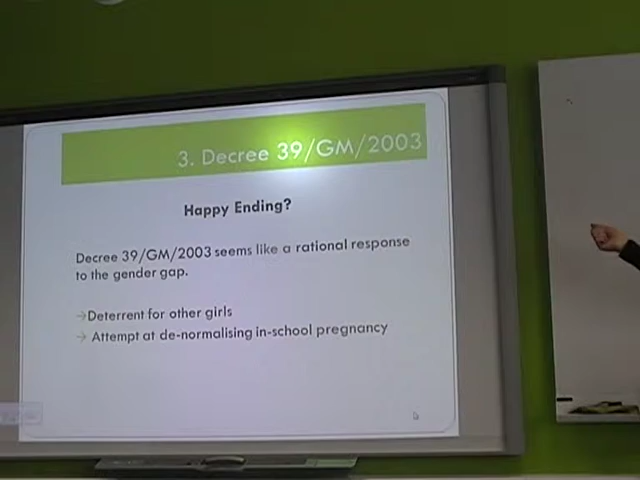 3. Decree 39/GM/2003
Happy Ending?
Decree 39/GM/2003 seems like a rational response
to the gender gap.
→Deterrent for other girls
→ Attempt at de-normalising in-school pregnancy